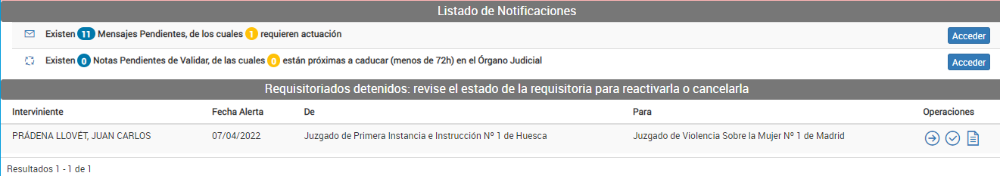 Listado de Notificaciones
Existen 11 Mensajes Pendientes, de los cuales 1 requieren actuación Acceder
Existen 0 Notas Pendientes de Validar, de las cuales 0 están próximas a caducar (menos de 72h) en el Órgano Judicial Acceder
Requisitoriados detenidos: revise el estado de la requisitoria para reactivarla o cancelarla
Interviniente Fecha Alerta De Para Operaciones
PRÁDENA LLOVÉT, JUAN CARLOS 07/04/2022 Juzgado de Primera Instancia e Instrucción Nº 1 de Huesca Juzgado de Violencia Sobre la Mujer Nº 1 de Madrid
Resultados 1 - 1 de 1